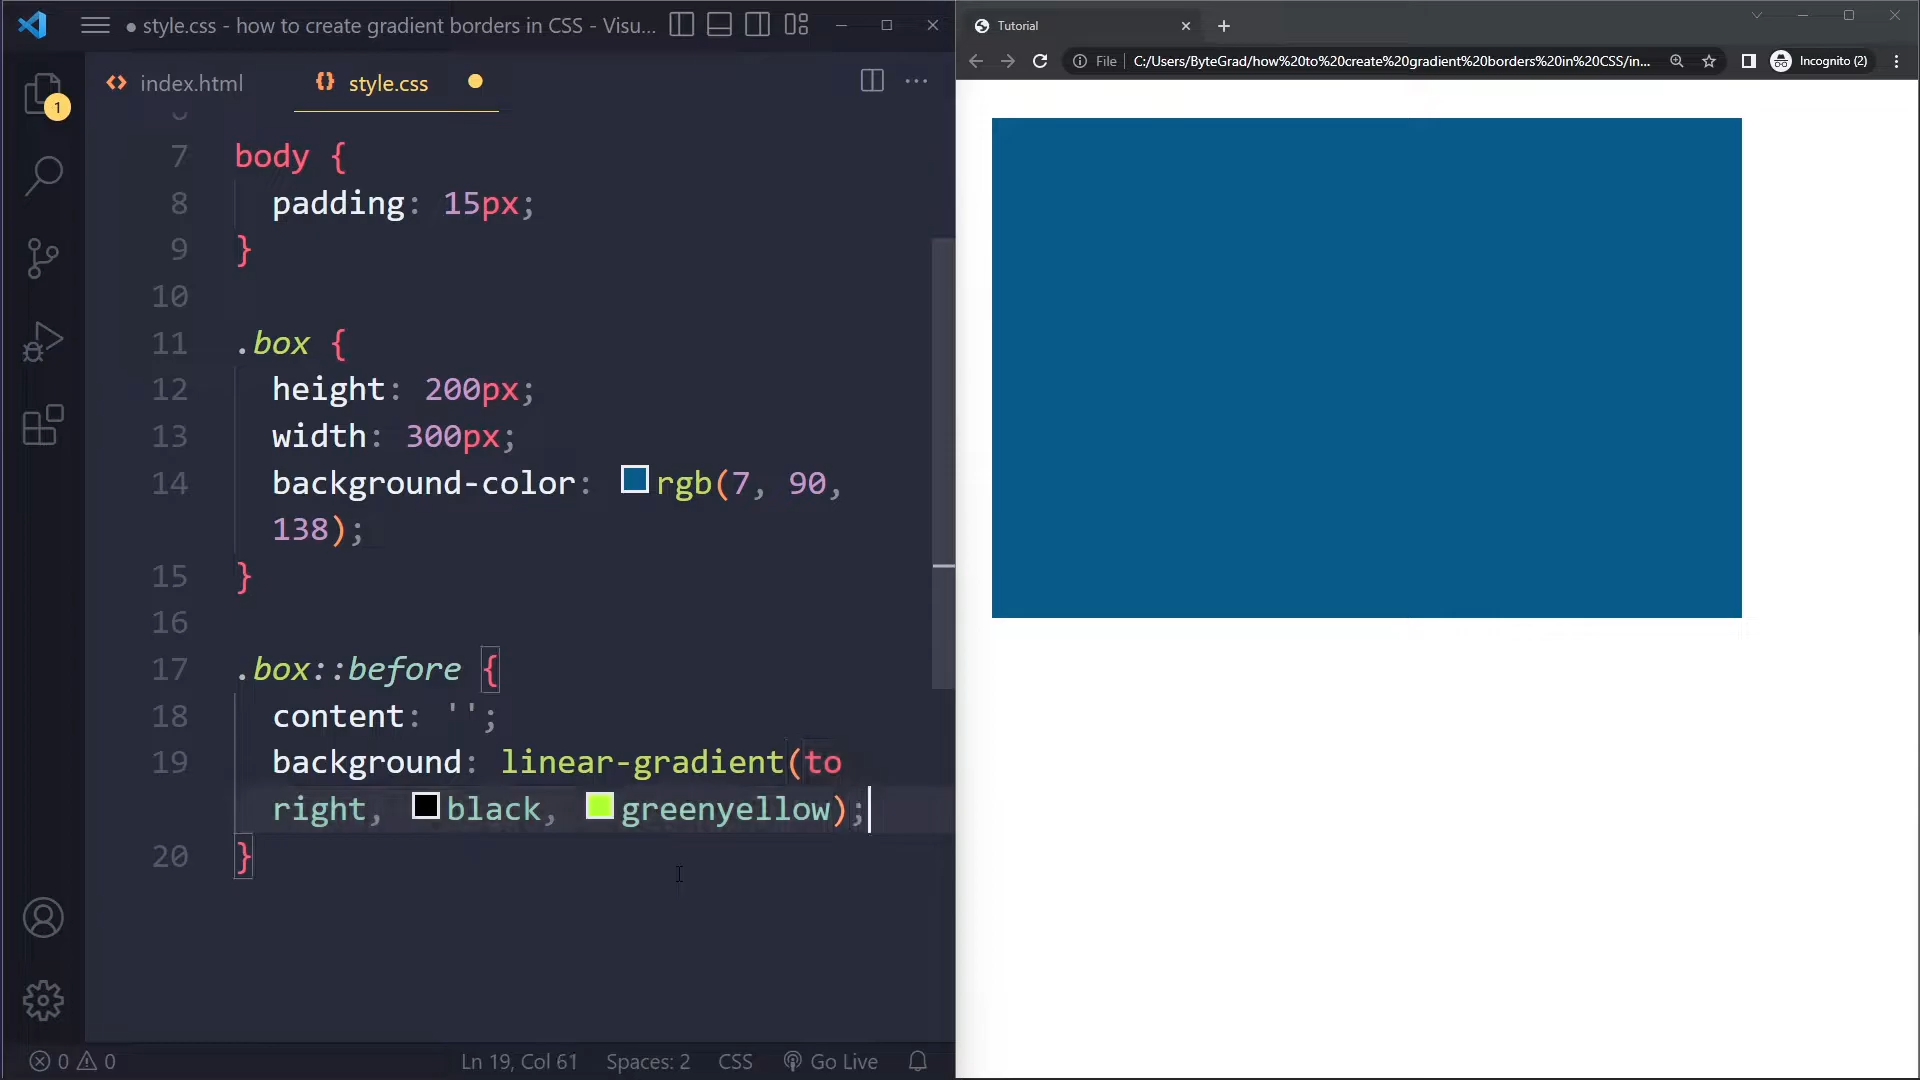 style.css - how to create gradient borders in CSS - Visu...
index.html
style.css
1
6
7 body {
8 padding: 15px;
9 }
10
11 .box {
12 height: 200px;
13 width: 300px;
14 background-color: rgb(7, 90,
138);
15 }
16
17 .box::before {
18 content: '';
19 background: linear-gradient(to
right, black, greenyellow);
20 }
0 0
Ln 19, Col 61 Spaces: 2 CSS Go Live
Tutorial
File C:/Users/ByteGrad/how%20to%20create%20gradient%20borders%20in%20CSS/in...
Incognito (2)